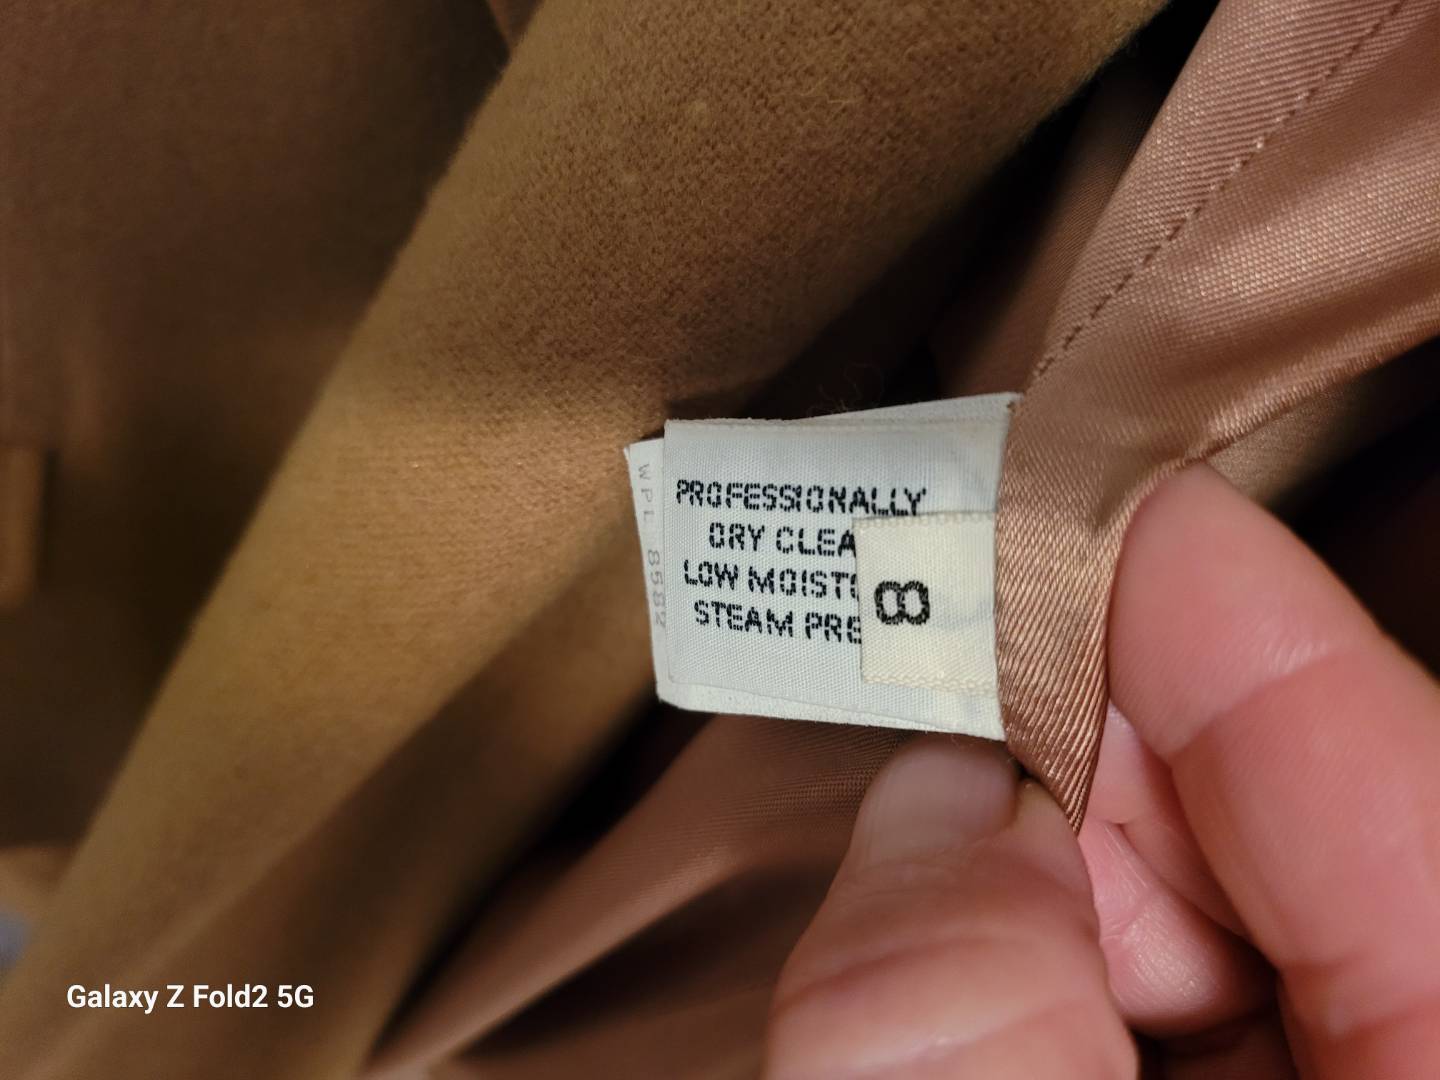 PROFESSIONALLY
DRY CLEA
LOW MOISTU
STEAM PRE
8
WPL 8582
Galaxy Z Fold2 5G